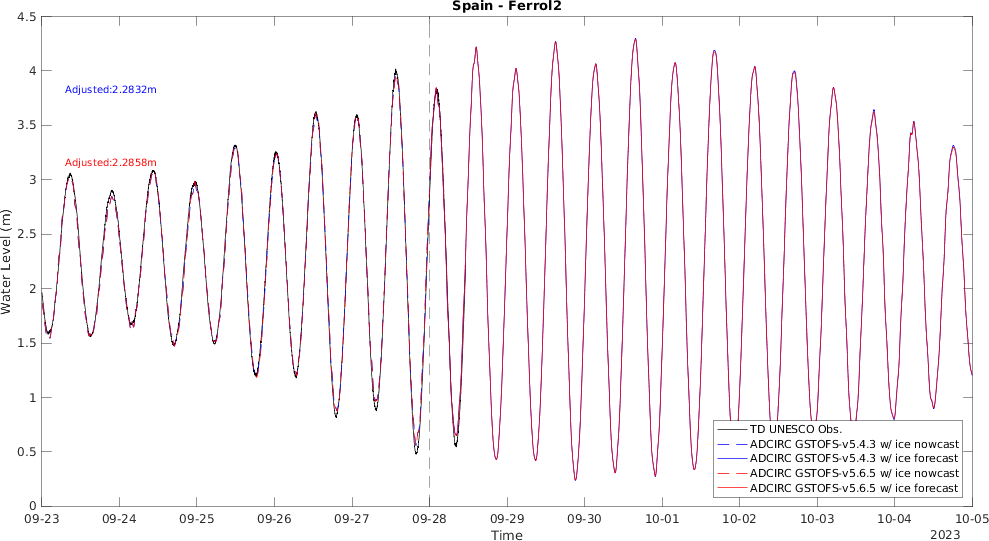 Spain - Ferrol2
4.5
4
3.5
3
2.5
2
1.5
1
0.5
0
Water Level (m)
Adjusted:2.2832m
Adjusted:2.2858m
TD UNESCO Obs.
ADCIRC GSTOFS-v5.4.3 w/ ice nowcast
ADCIRC GSTOFS-v5.4.3 w/ ice forecast
ADCIRC GSTOFS-v5.6.5 w/ ice nowcast
ADCIRC GSTOFS-v5.6.5 w/ ice forecast
09-23 09-24 09-25 09-26 09-27 09-28 09-29 09-30 10-01 10-02 10-03 10-04 10-05
Time
2023